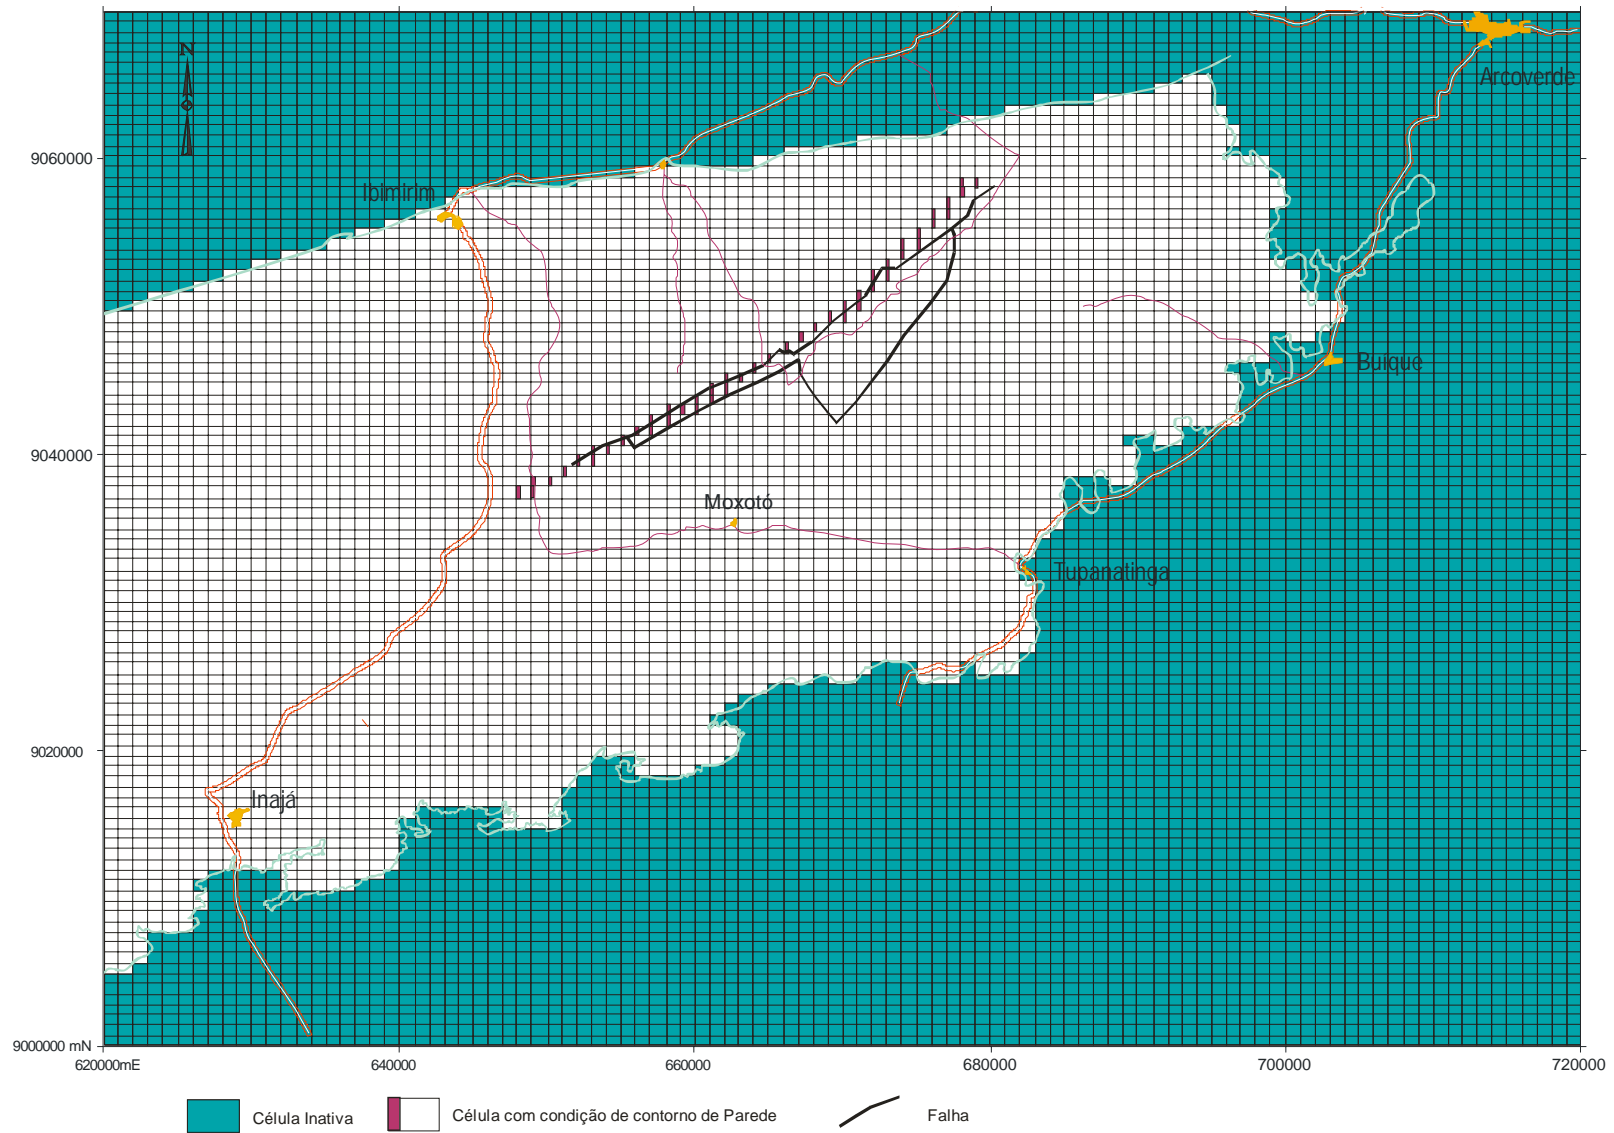 N
Arcoverde
9060000
Ibimirim
Buique
9040000
Moxotó
Tupanatinga
9020000
Inajá
9000000 mN
620000mE
640000
660000
680000
700000
720000
Célula Inativa
Célula com condição de contorno de Parede
Falha